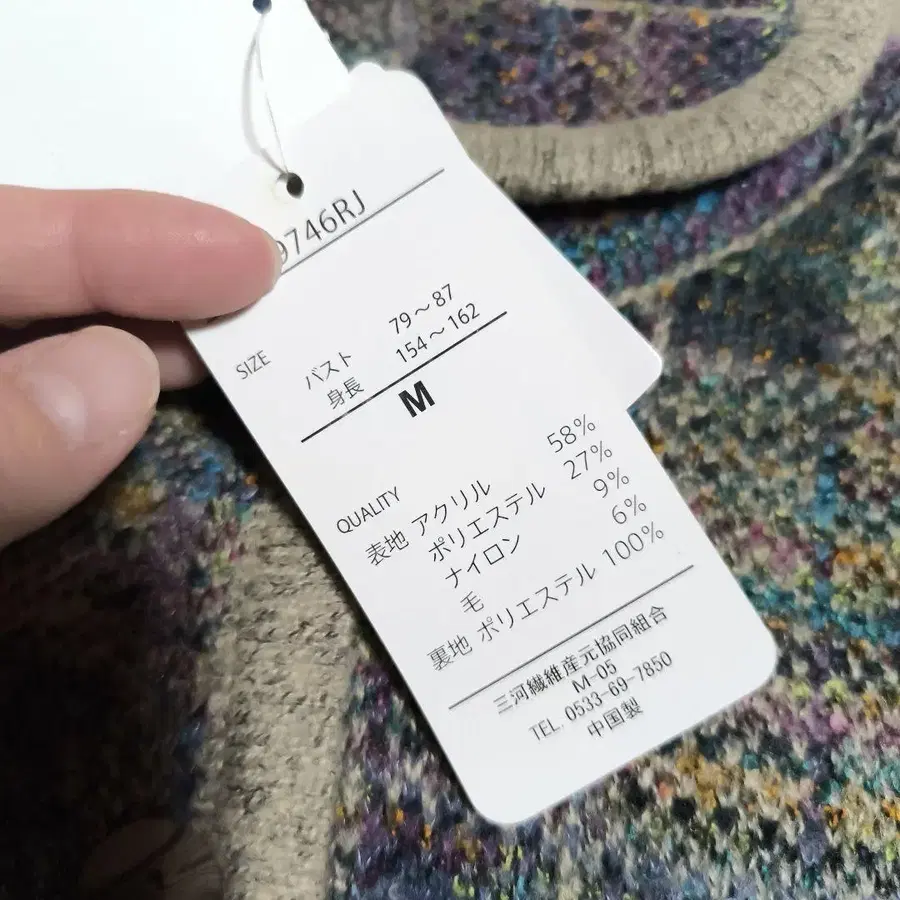 9746RJ
SIZE
バスト 79～87
身長 154～162
M
QUALITY
表地 アクリル 58%
ポリエステル 27%
ナイロン 9%
毛 6%
裏地 ポリエステル 100%
三河繊維産元協同組合
M-05
TEL. 0533-69-7850
中国製